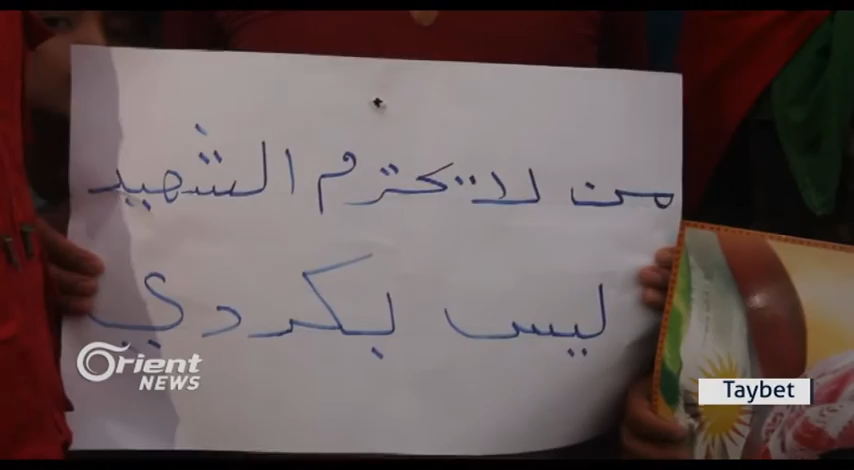 من لا يحترم الشهيد
ليس بكردي
Orient
NEWS
Taybet